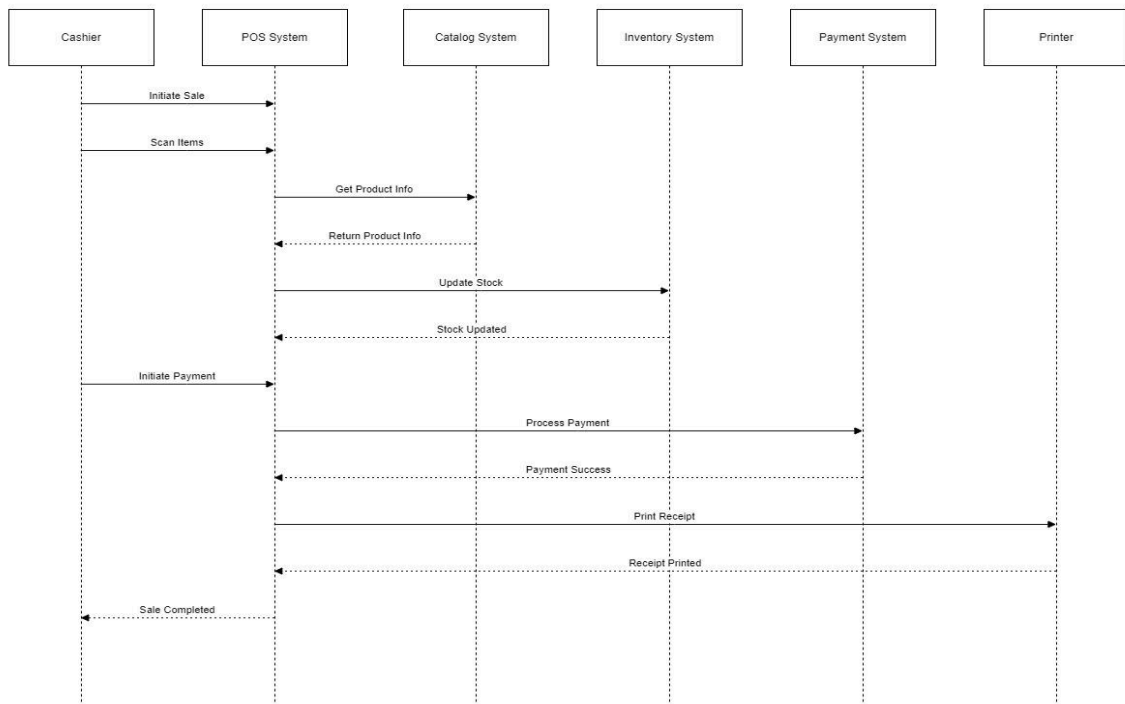 Cashier
POS System
Catalog System
Inventory System
Payment System
Printer
Initiate Sale
Scan Items
Get Product Info
Return Product Info
Update Stock
Stock Updated
Initiate Payment
Process Payment
Payment Success
Print Receipt
Receipt Printed
Sale Completed